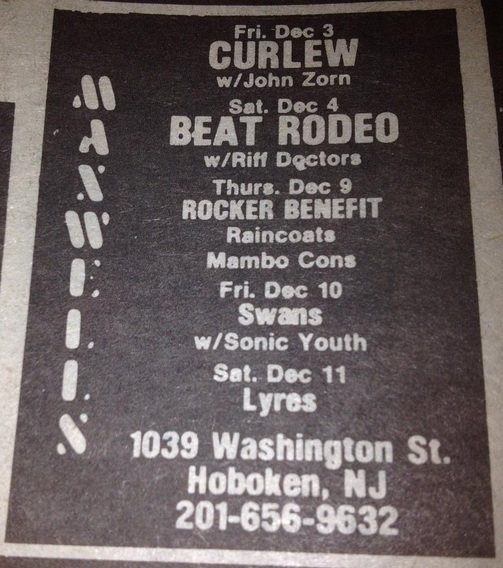 MAXWELLS
Fri. Dec 3
CURLEW
w/John Zorn
Sat. Dec 4
BEAT RODEO
w/Riff Doctors
Thurs. Dec 9
ROCKER BENEFIT
Raincoats
Mambo Cons
Fri. Dec 10
Swans
w/Sonic Youth
Sat. Dec 11
Lyres
1039 Washington St.
Hoboken, NJ
201-656-9632